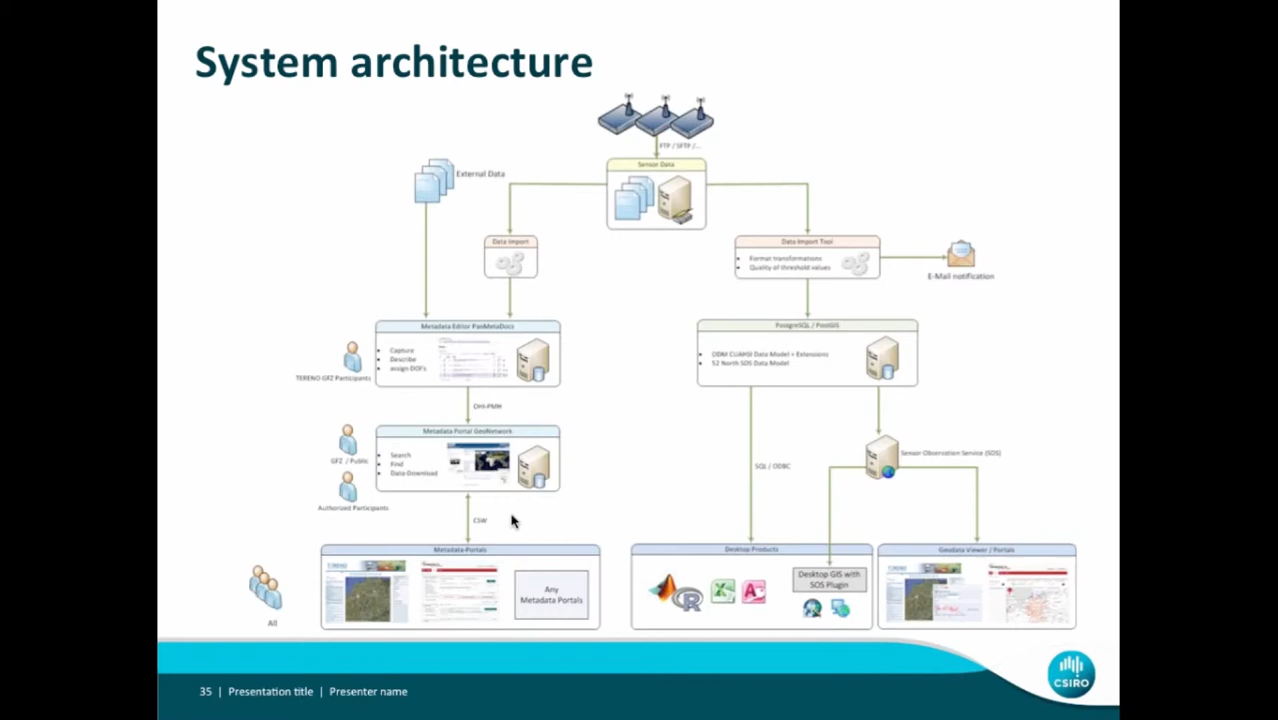 System architecture
FTP / SFTP /...
Sensor Data
External Data
Data Import
Data Import Tool
• Format transformations
• Quality of threshold values
E-Mail notification
Metadata Editor PanMetaDocs
• Capture
• Describe
• assign DOI's
TERENO GFZ Participants
PostgreSQL / PostGIS
• ODM CUAHSI Data Model + Extensions
• 52 North SOS Data Model
OHI-PMH
Metadata Portal GeoNetwork
• Search
• Find
• Data-Download
GFZ / Public
Authorized Participants
SQL / ODBC
Sensor Observation Service (SOS)
CSW
Metadata-Portals
TERENO
Any
Metadata Portals
All
Desktop Products
Desktop GIS with
SOS Plugin
Geodata Viewer / Portals
35 | Presentation title | Presenter name
CSIRO